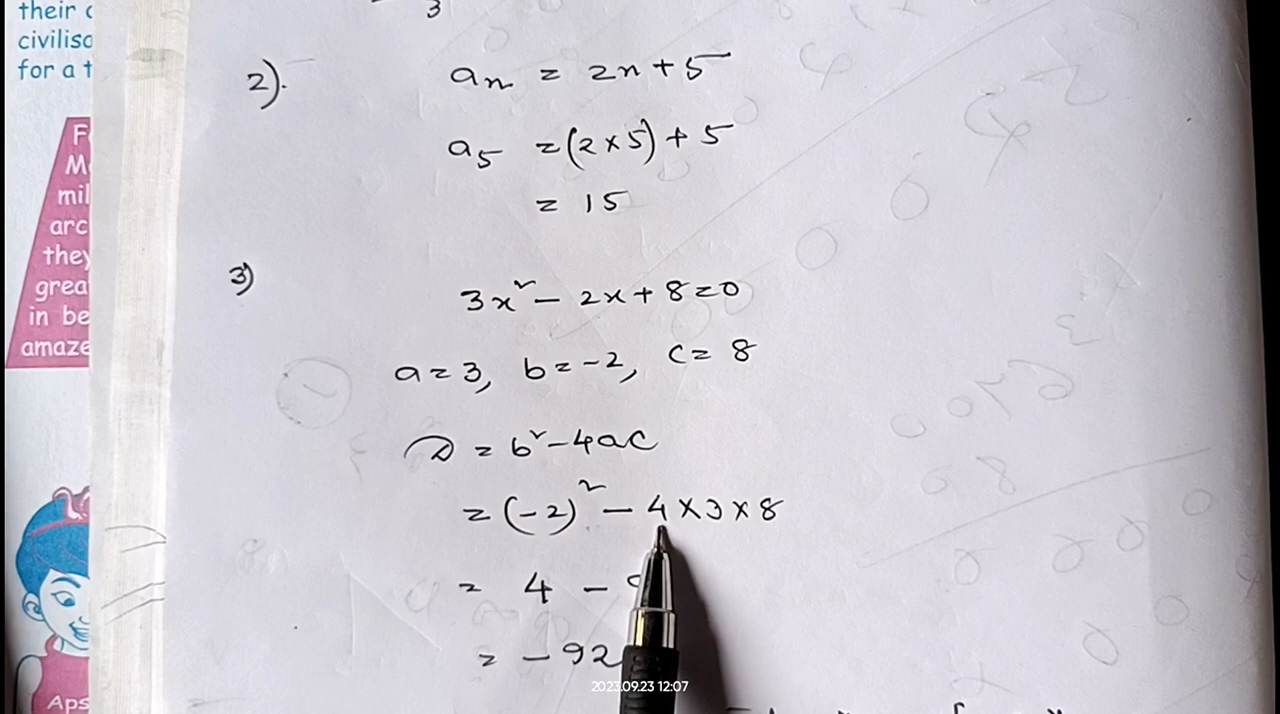 their
civilisa
for a t
F
M
mil
arc
they
grea
in be
amaze
Aps
3
2).
aₙ = 2n + 5
a₅ = (2 × 5) + 5
= 15
3)
3x² − 2x + 8 = 0
a = 3, b = −2, c = 8
D = b² − 4ac
= (−2)² − 4 × 3 × 8
= 4 −
= −92
2023.09.23 12:07